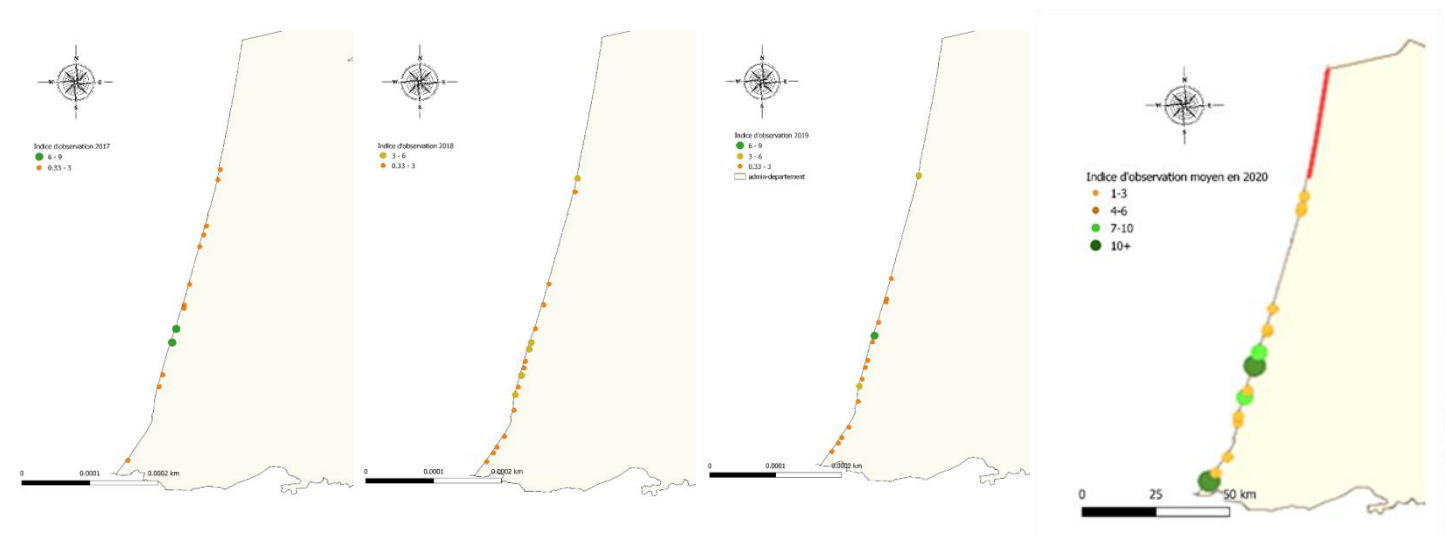 N
W E
S
Indice d'observation 2017
6 - 9
0.33 - 3
0 0.0001 0.0002 km
N
W E
S
Indice d'observation 2018
3 - 6
0.33 - 3
0 0.0001 0.0002 km
N
W E
S
Indice d'observation 2019
6 - 9
3 - 6
0.33 - 3
admin-departement
0 0.0001 0.0002 km
N
W E
S
Indice d'observation moyen en 2020
1-3
4-6
7-10
10+
0 25 50 km